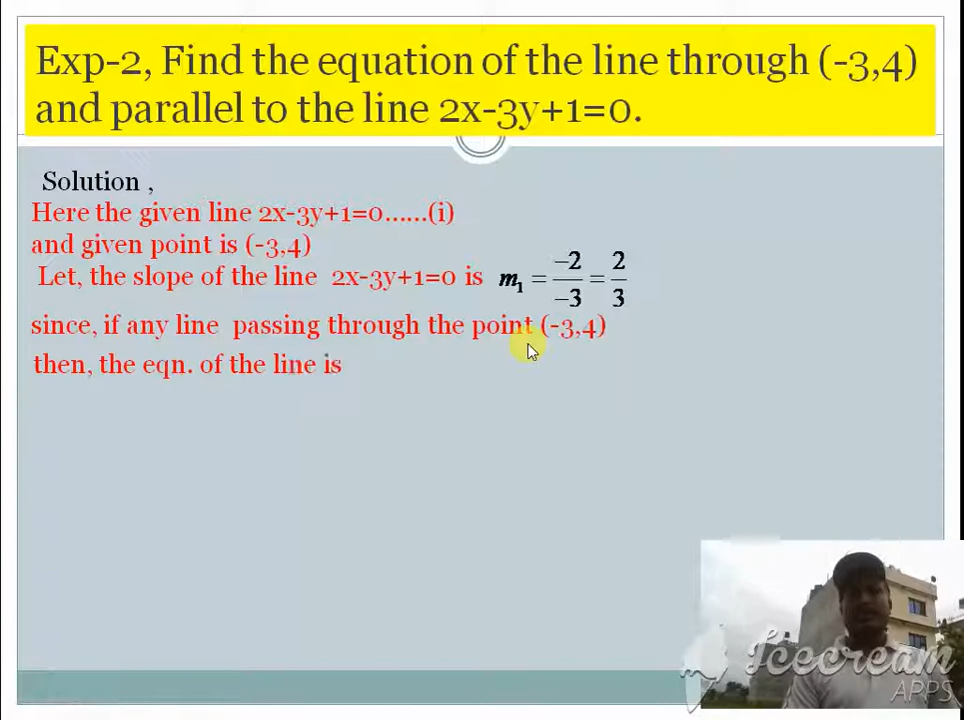 Exp-2, Find the equation of the line through (-3,4)
and parallel to the line 2x-3y+1=0.
Solution ,
Here the given line 2x-3y+1=0......(i)
and given point is (-3,4)
Let, the slope of the line 2x-3y+1=0 is m₁ = −2/−3 = 2/3
since, if any line passing through the point (-3,4)
then, the eqn. of the line is
Icecream
APPS